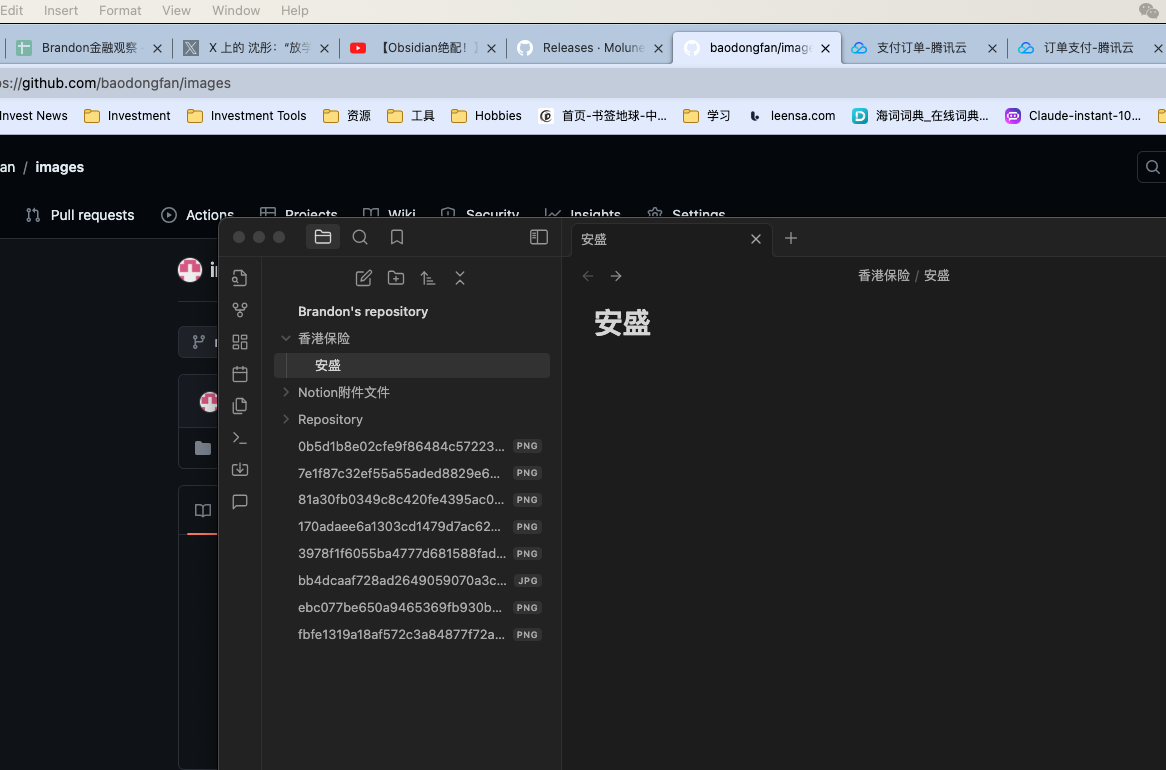 Edit Insert Format View Window Help
Brandon金融观察 X 上的 沈彤：“放学 【Obsidian绝配！ Releases · Molune baodongfan/image 支付订单-腾讯云 订单支付-腾讯云
s://github.com/baodongfan/images
Invest News Investment Investment Tools 资源 工具 Hobbies 首页-书签地球-中... 学习 leensa.com 海词词典_在线词典... Claude-instant-10...
an / images
Pull requests Actions Projects Wiki Security Insights Settings
安盛
香港保险 / 安盛
Brandon's repository
香港保险
安盛
Notion附件文件
Repository
0b5d1b8e02cfe9f86484c57223... PNG
7e1f87c32ef55a55aded8829e6... PNG
81a30fb0349c8c420fe4395ac0... PNG
170adaee6a1303cd1479d7ac62... PNG
3978f1f6055ba4777d681588fad... PNG
bb4dcaaf728ad2649059070a3c... JPG
ebc077be650a9465369fb930b... PNG
fbfe1319a18af572c3a84877f72a... PNG
安盛